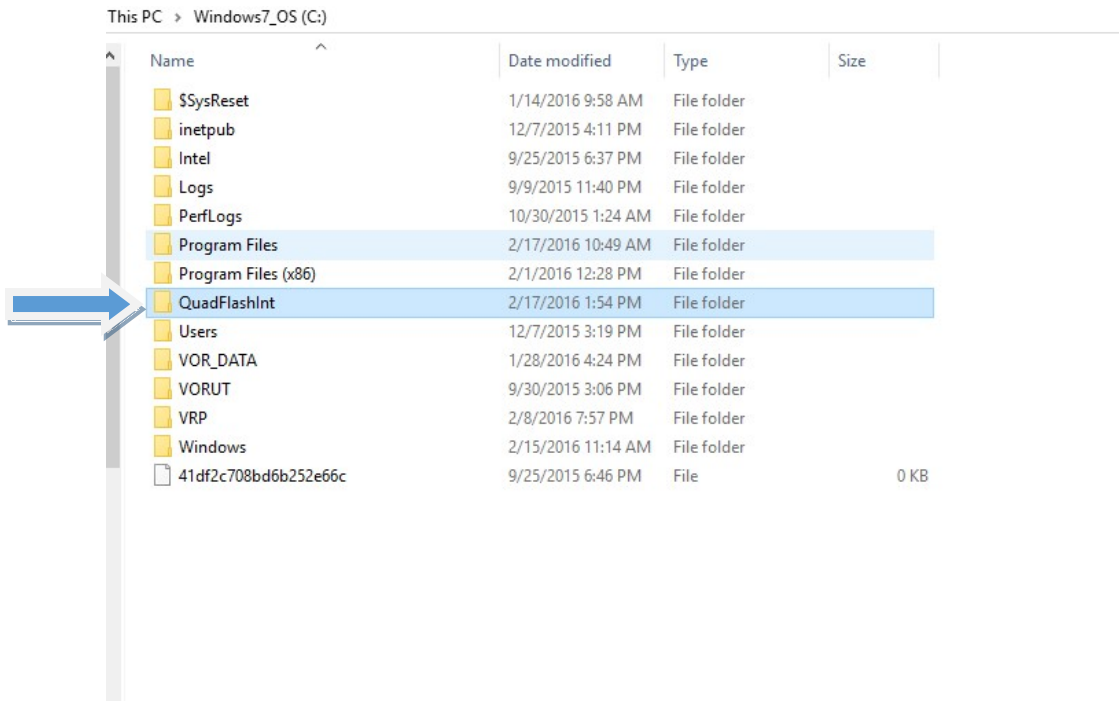 This PC > Windows7_OS (C:)
Name Date modified Type Size
$SysReset 1/14/2016 9:58 AM File folder
inetpub 12/7/2015 4:11 PM File folder
Intel 9/25/2015 6:37 PM File folder
Logs 9/9/2015 11:40 PM File folder
PerfLogs 10/30/2015 1:24 AM File folder
Program Files 2/17/2016 10:49 AM File folder
Program Files (x86) 2/1/2016 12:28 PM File folder
QuadFlashInt 2/17/2016 1:54 PM File folder
Users 12/7/2015 3:19 PM File folder
VOR_DATA 1/28/2016 4:24 PM File folder
VORUT 9/30/2015 3:06 PM File folder
VRP 2/8/2016 7:57 PM File folder
Windows 2/15/2016 11:14 AM File folder
41df2c708bd6b252e66c 9/25/2015 6:46 PM File 0 KB